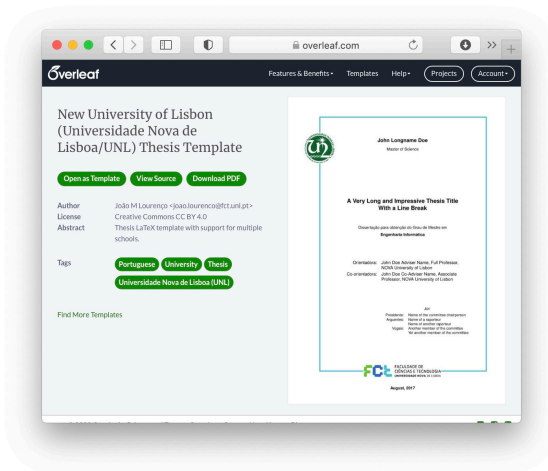 overleaf.com
Overleaf
Features & Benefits
Templates
Help
Projects
Account
New University of Lisbon
(Universidade Nova de
Lisboa/UNL) Thesis Template
Open as Template
View Source
Download PDF
Author João M Lourenço <joao.lourenco@fct.unl.pt>
License Creative Commons CC BY 4.0
Abstract Thesis LaTeX template with support for multiple
schools.
Tags Portuguese University Thesis
Universidade Nova de Lisboa (UNL)
Find More Templates
John Longname Doe
Master of Science
A Very Long and Impressive Thesis Title
With a Line Break
Dissertação para obtenção do Grau de Mestre em
Engenharia Informática
Orientadora: John Doe Adviser Name, Full Professor,
NOVA University of Lisbon
Co-orientadora: John Doe Co-Adviser Name, Associate
Professor, NOVA University of Lisbon
Júri
Presidente: Name of the committee chairperson
Arguentes: Name of a raporteur
Name of another raporteur
Vogais: Another member of the committee
Yet another member of the committee
FCT
FACULDADE DE
CIÊNCIAS E TECNOLOGIA
UNIVERSIDADE NOVA DE LISBOA
August, 2017